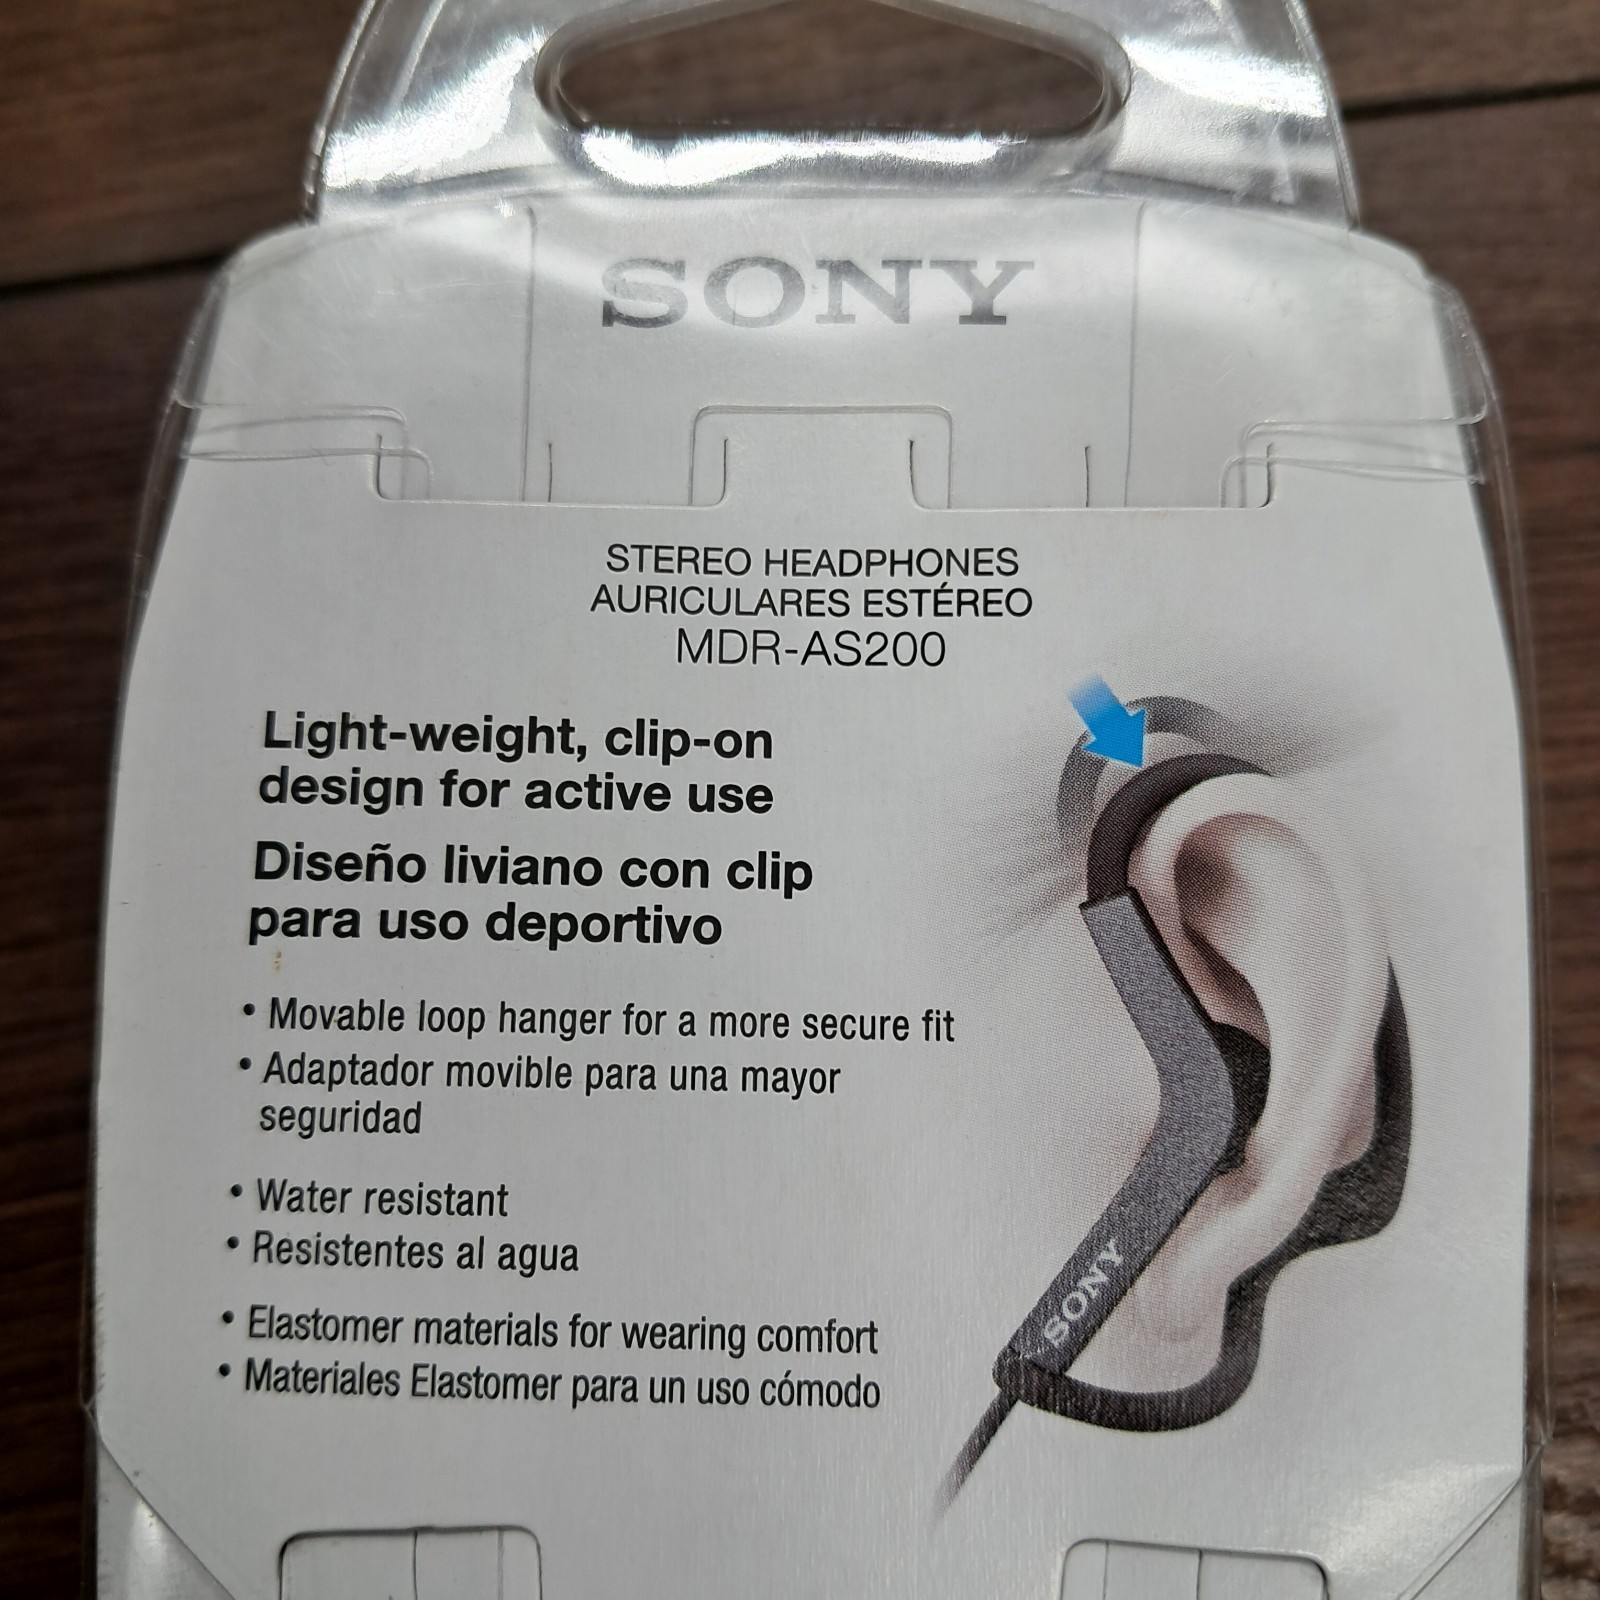 SONY
STEREO HEADPHONES
AURICULARES ESTÉREO
MDR-AS200
Light-weight, clip-on
design for active use
Diseño liviano con clip
para uso deportivo
• Movable loop hanger for a more secure fit
• Adaptador movible para una mayor
seguridad
• Water resistant
• Resistentes al agua
• Elastomer materials for wearing comfort
• Materiales Elastomer para un uso cómodo
SONY